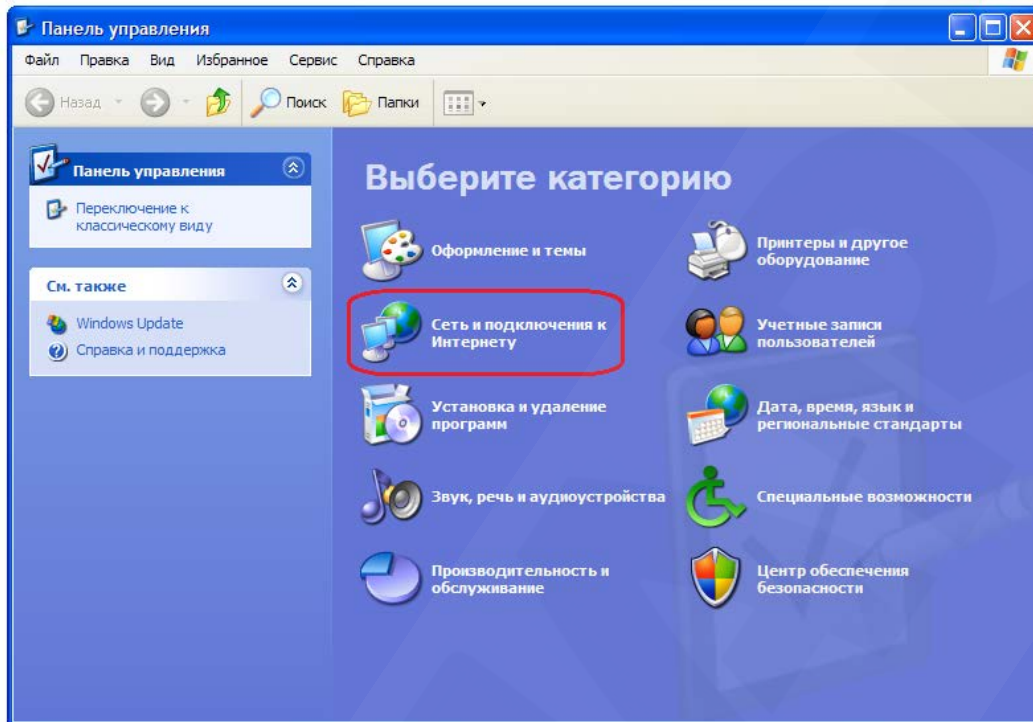 Панель управления
Файл Правка Вид Избранное Сервис Справка
Назад Поиск Папки
Панель управления
Переключение к
классическому виду
См. также
Windows Update
Справка и поддержка
Выберите категорию
Оформление и темы
Принтеры и другое
оборудование
Сеть и подключения к
Интернету
Учетные записи
пользователей
Установка и удаление
программ
Дата, время, язык и
региональные стандарты
Звук, речь и аудиоустройства
Специальные возможности
Производительность и
обслуживание
Центр обеспечения
безопасности